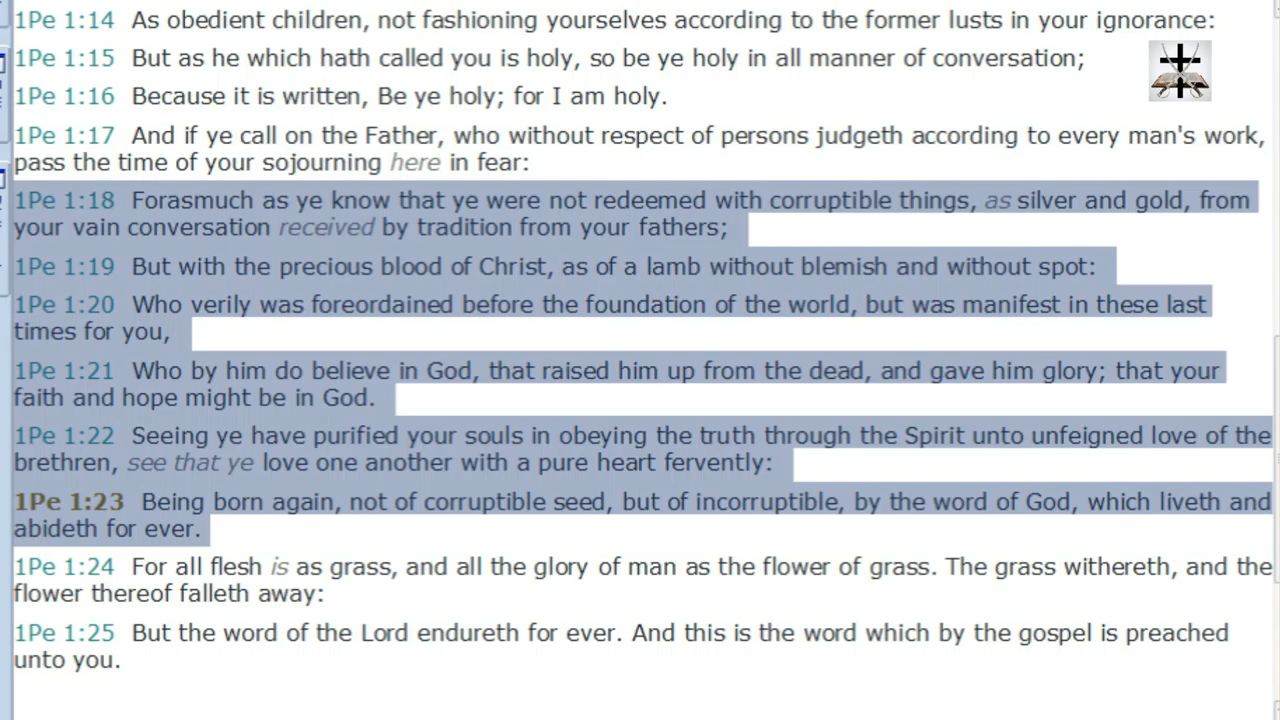 1Pe 1:14 As obedient children, not fashioning yourselves according to the former lusts in your ignorance:
1Pe 1:15 But as he which hath called you is holy, so be ye holy in all manner of conversation;
1Pe 1:16 Because it is written, Be ye holy; for I am holy.
1Pe 1:17 And if ye call on the Father, who without respect of persons judgeth according to every man's work,
pass the time of your sojourning here in fear:
1Pe 1:18 Forasmuch as ye know that ye were not redeemed with corruptible things, as silver and gold, from
your vain conversation received by tradition from your fathers;
1Pe 1:19 But with the precious blood of Christ, as of a lamb without blemish and without spot:
1Pe 1:20 Who verily was foreordained before the foundation of the world, but was manifest in these last
times for you,
1Pe 1:21 Who by him do believe in God, that raised him up from the dead, and gave him glory; that your
faith and hope might be in God.
1Pe 1:22 Seeing ye have purified your souls in obeying the truth through the Spirit unto unfeigned love of the
brethren, see that ye love one another with a pure heart fervently:
1Pe 1:23 Being born again, not of corruptible seed, but of incorruptible, by the word of God, which liveth and
abideth for ever.
1Pe 1:24 For all flesh is as grass, and all the glory of man as the flower of grass. The grass withereth, and the
flower thereof falleth away:
1Pe 1:25 But the word of the Lord endureth for ever. And this is the word which by the gospel is preached
unto you.